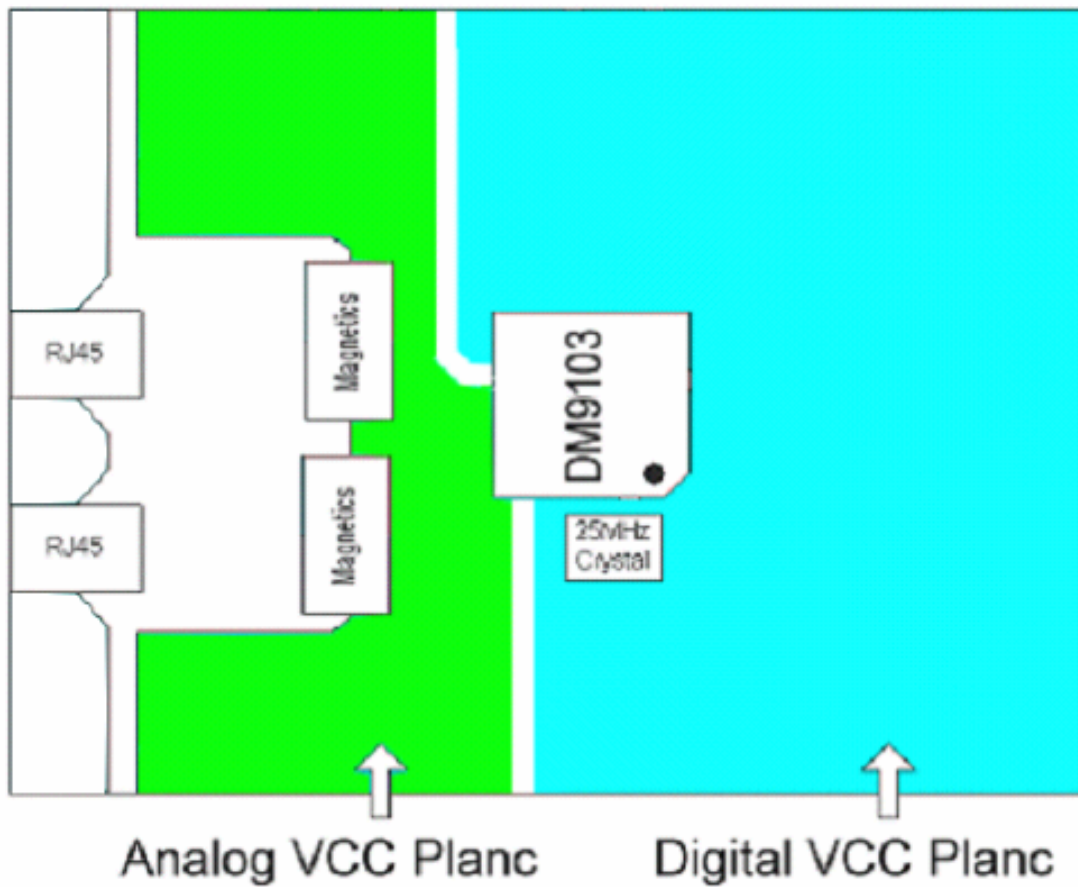 RJ45
Magnetics
DM9103
RJ45
Magnetics
25MHz
Crystal
Analog VCC Planc
Digital VCC Planc